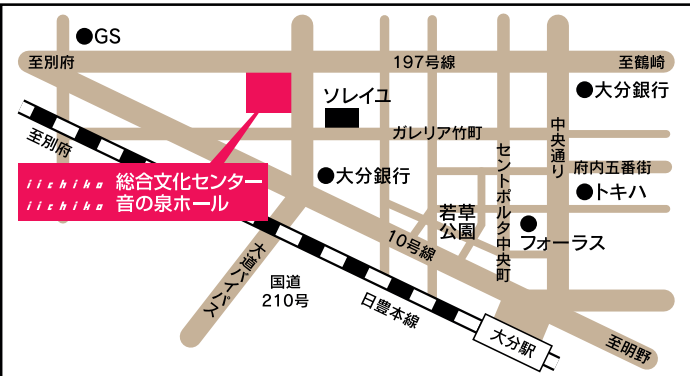 GS
至別府
197号線
至鶴崎
ソレイユ
大分銀行
ガレリア竹町
中央通り
至別府
セントポルタ中央町
府内五番街
iichiko 総合文化センター
iichiko 音の泉ホール
大分銀行
トキハ
若草
公園
フォーラス
10号線
大道バイパス
国道
210号
日豊本線
大分駅
至明野